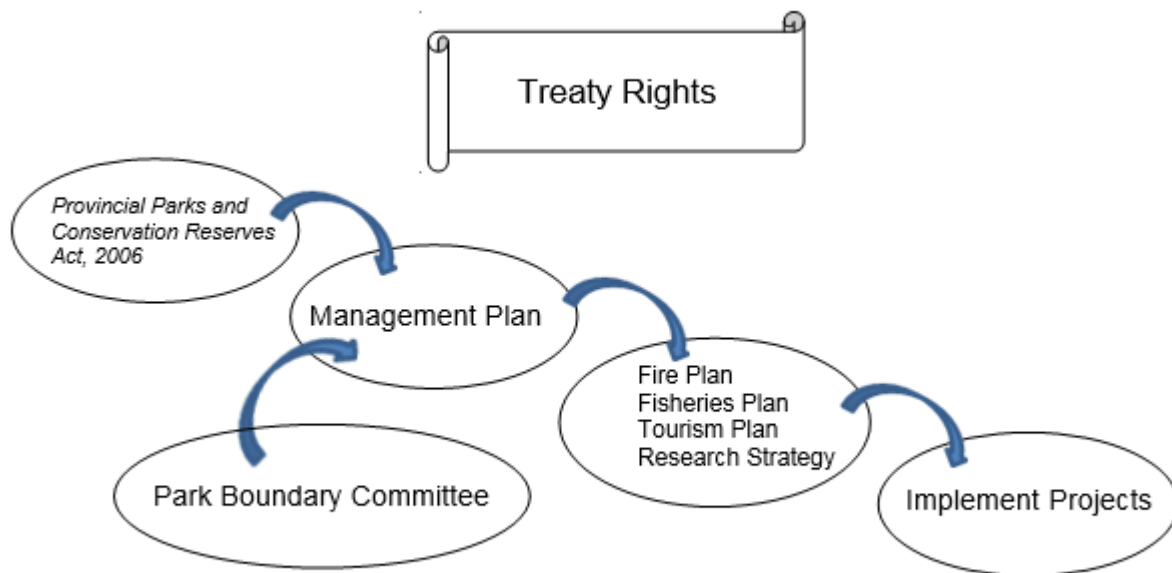 Treaty Rights
Provincial Parks and
Conservation Reserves
Act, 2006
Management Plan
Fire Plan
Fisheries Plan
Tourism Plan
Research Strategy
Park Boundary Committee
Implement Projects